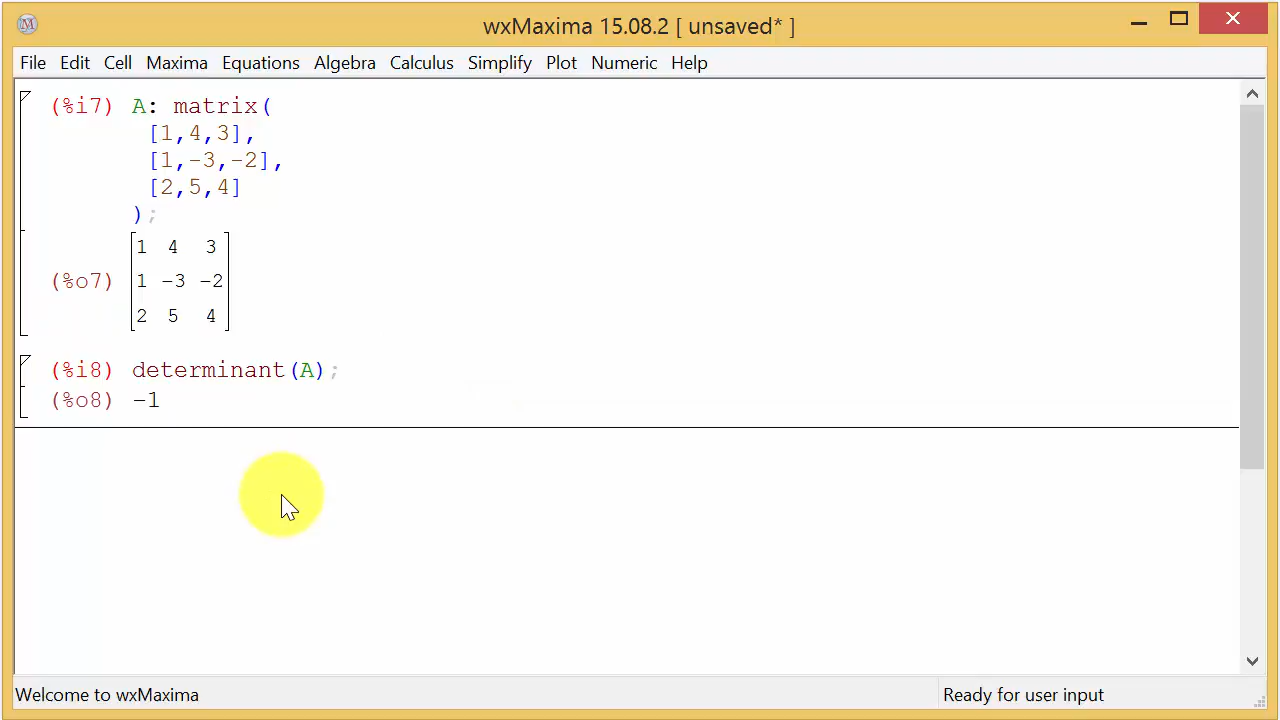 wxMaxima 15.08.2 [ unsaved* ]
File Edit Cell Maxima Equations Algebra Calculus Simplify Plot Numeric Help
(%i7) A: matrix(
[1,4,3],
[1,-3,-2],
[2,5,4]
);
1 4 3
(%o7) 1 -3 -2
2 5 4
(%i8) determinant(A);
(%o8) -1
Welcome to wxMaxima Ready for user input